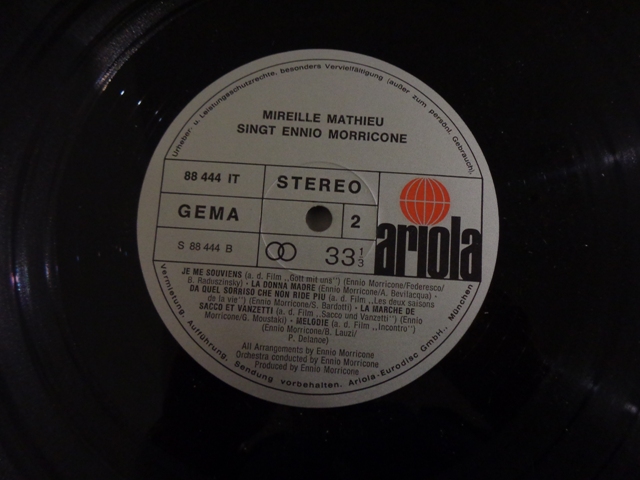 Urheber- u. Leistungsschutzrechte, besonders Vervielfältigung (außer zum persönl. Gebrauch),
MIREILLE MATHIEU
SINGT ENNIO MORRICONE
88 444 IT
STEREO
GEMA
2
S 88 444 B
33 1/3
ariola
JE ME SOUVIENS (a. d. Film „Gott mit uns") (Ennio Morricone/Federesco/
B. Raduszinsky) • LA DONNA MADRE (Ennio Morricone/A. Bevilacqua) •
DA QUEL SORRISO CHE NON RIDE PIU (a. d. Film „Les deux saisons
de la vie") (Ennio Morricone/S. Bardotti) • LA MARCHE DE
SACCO ET VANZETTI (a. d. Film „Sacco und Vanzetti") (Ennio
Morricone/G. Moustaki) • MELODIE (a. d. Film „Incontro")
(Ennio Morricone/B. Lauzi/
P. Delanoe)
All Arrangements by Ennio Morricone
Orchestra conducted by Ennio Morricone
Produced by Ennio Morricone
Vermietung, Aufführung, Sendung vorbehalten. Ariola-Eurodisc GmbH., München